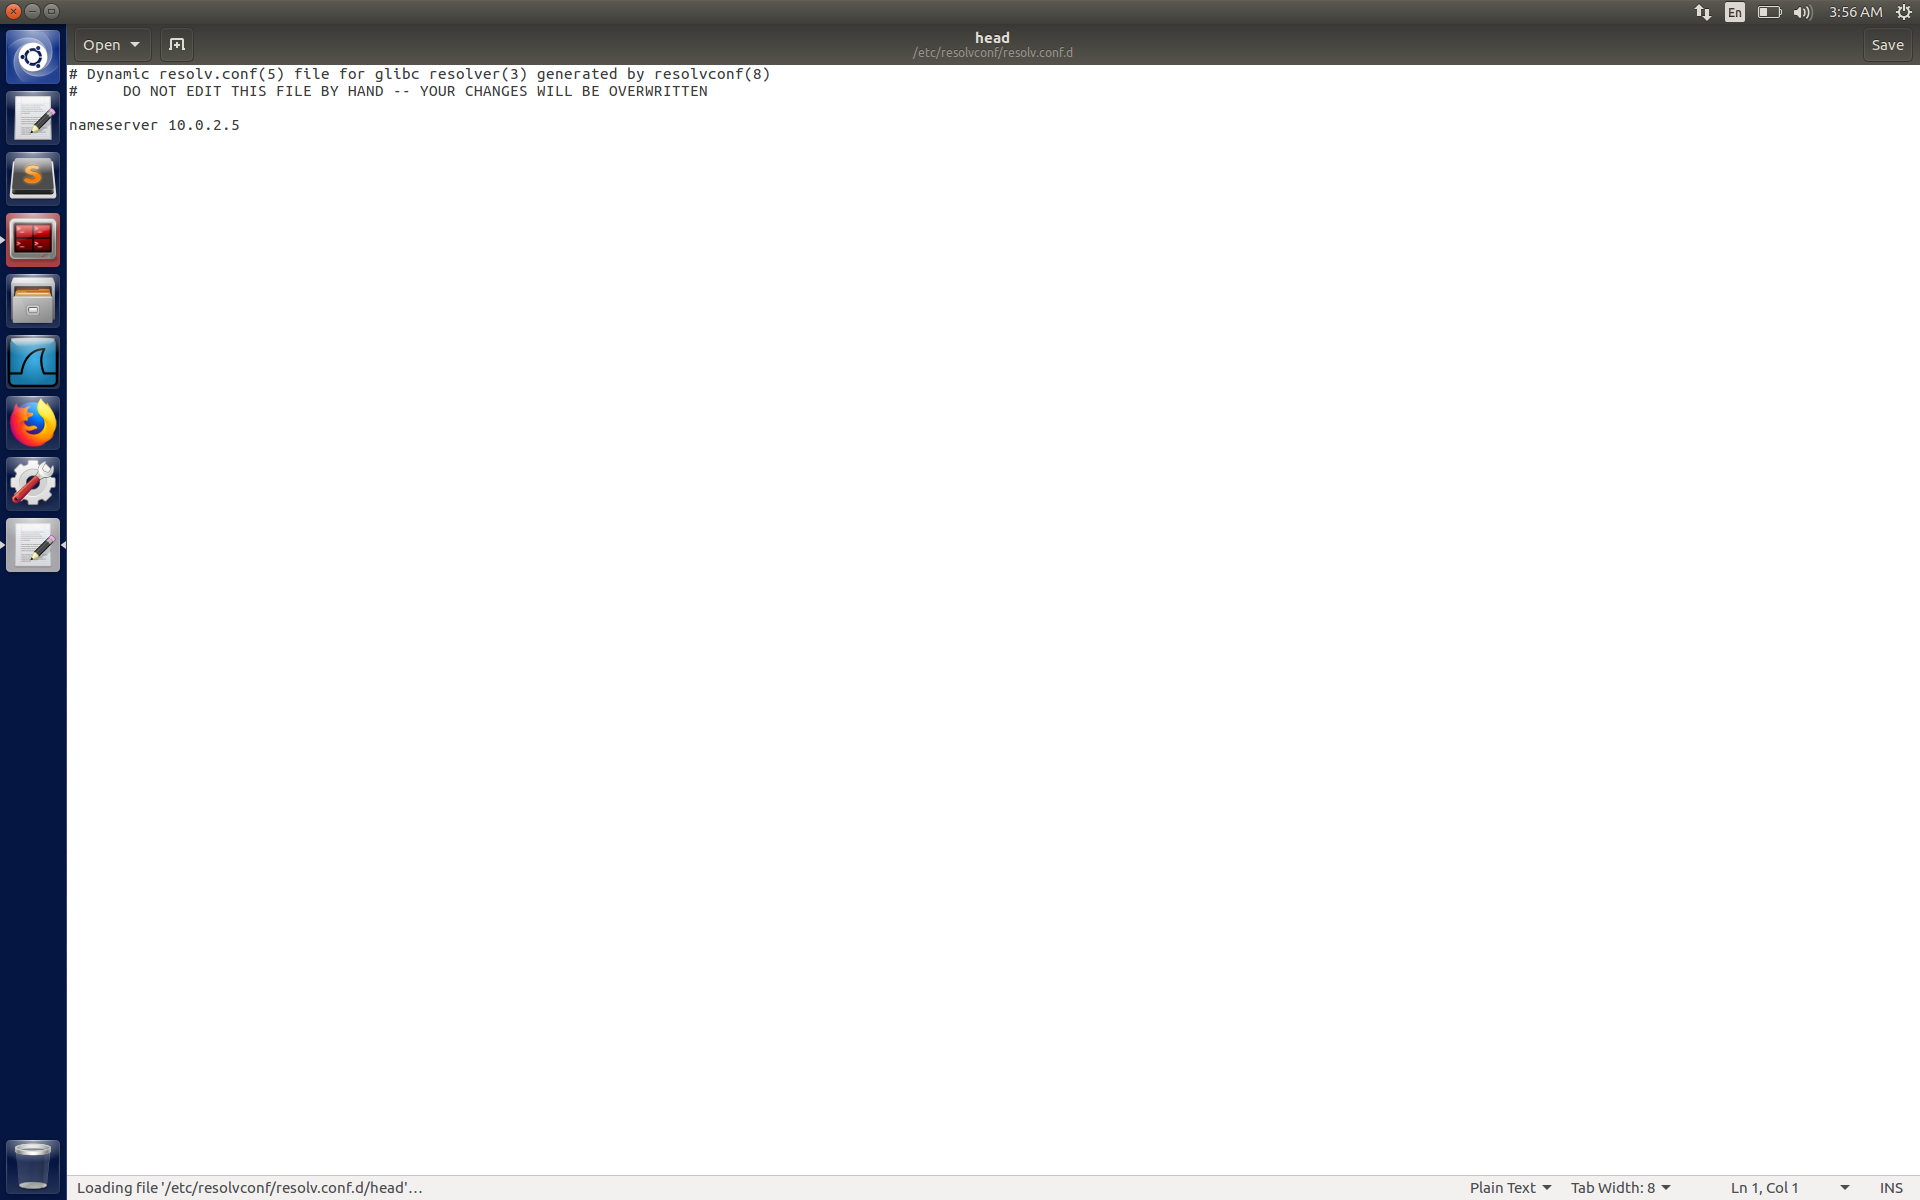 En
3:56 AM
Open
head
/etc/resolvconf/resolv.conf.d
Save
# Dynamic resolv.conf(5) file for glibc resolver(3) generated by resolvconf(8)
#     DO NOT EDIT THIS FILE BY HAND -- YOUR CHANGES WILL BE OVERWRITTEN
nameserver 10.0.2.5
Loading file '/etc/resolvconf/resolv.conf.d/head'…
Plain Text
Tab Width: 8
Ln 1, Col 1
INS